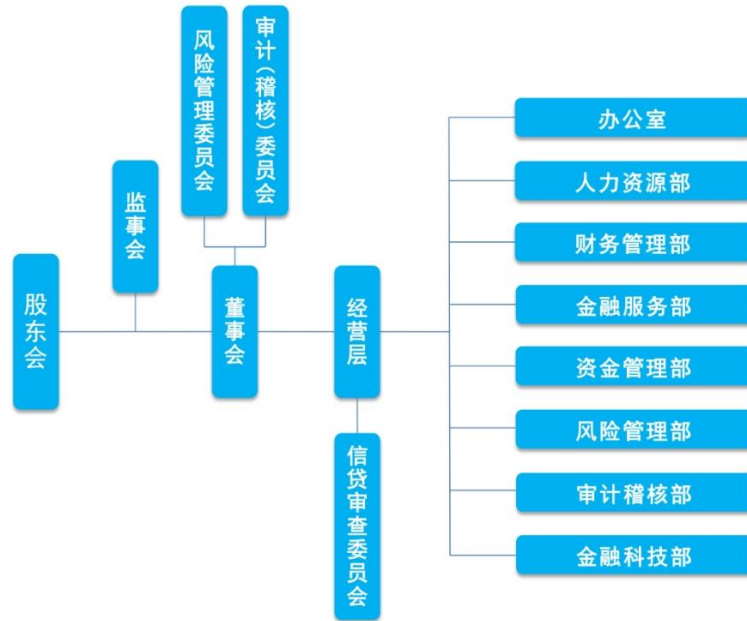 股东会
监事会
风险管理委员会
审计（稽核）委员会
董事会
经营层
信贷审查委员会
办公室
人力资源部
财务管理部
金融服务部
资金管理部
风险管理部
审计稽核部
金融科技部